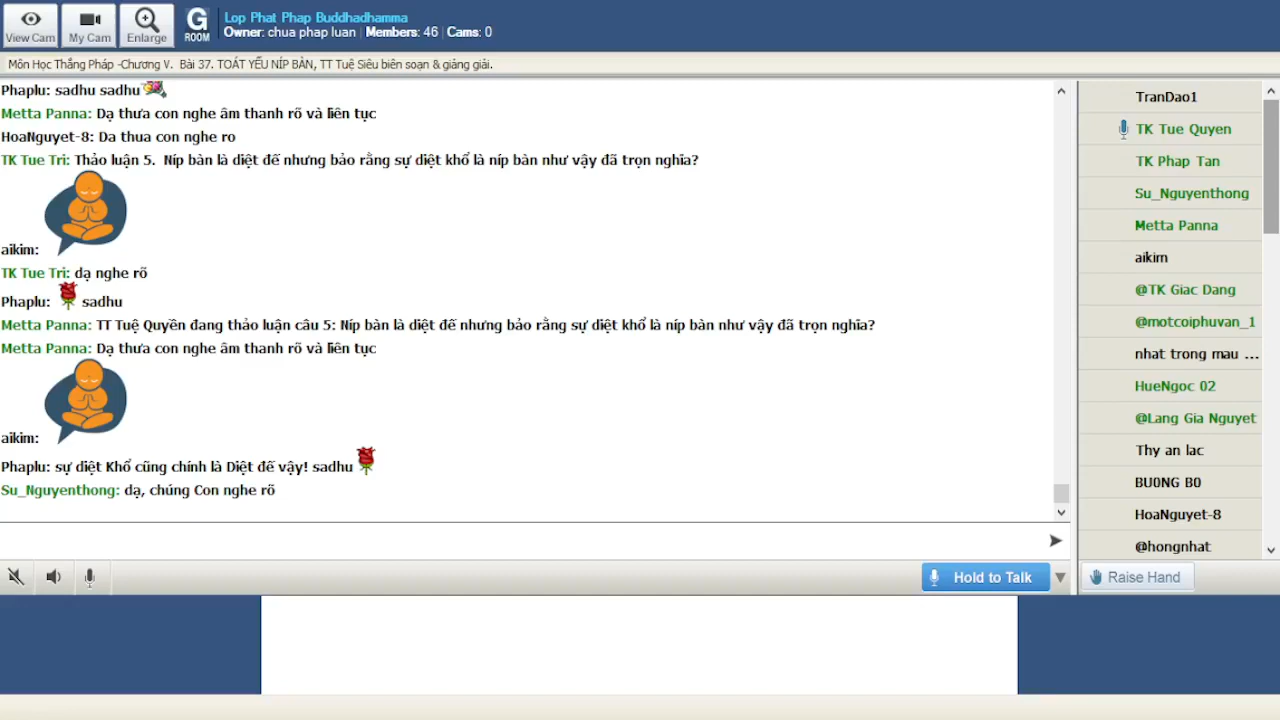 View Cam
My Cam
Enlarge
G
ROOM
Lop Phat Phap Buddhadhamma
Owner: chua phap luan | Members: 46 | Cams: 0
Môn Học Thắng Pháp -Chương V. Bài 37. TOÁT YẾU NÍP BÀN, TT Tuệ Siêu biên soạn & giảng giải.
Phaplu: sadhu sadhu
Metta Panna: Dạ thưa con nghe âm thanh rõ và liên tục
HoaNguyet-8: Da thua con nghe ro
TK Tue Tri: Thảo luận 5. Níp bàn là diệt đế nhưng bảo rằng sự diệt khổ là níp bàn như vậy đã trọn nghĩa?
aikim:
TK Tue Tri: dạ nghe rõ
Phaplu: sadhu
Metta Panna: TT Tuệ Quyền đang thảo luận câu 5: Níp bàn là diệt đế nhưng bảo rằng sự diệt khổ là níp bàn như vậy đã trọn nghĩa?
Metta Panna: Dạ thưa con nghe âm thanh rõ và liên tục
aikim:
Phaplu: sự diệt Khổ cũng chính là Diệt đế vậy! sadhu
Su_Nguyenthong: dạ, chúng Con nghe rõ
Hold to Talk
TranDao1
TK Tue Quyen
TK Phap Tan
Su_Nguyenthong
Metta Panna
aikim
@TK Giac Dang
@motcoiphuvan_1
nhat trong mau ...
HueNgoc 02
@Lang Gia Nguyet
Thy an lac
BU0NG B0
HoaNguyet-8
@hongnhat
Raise Hand